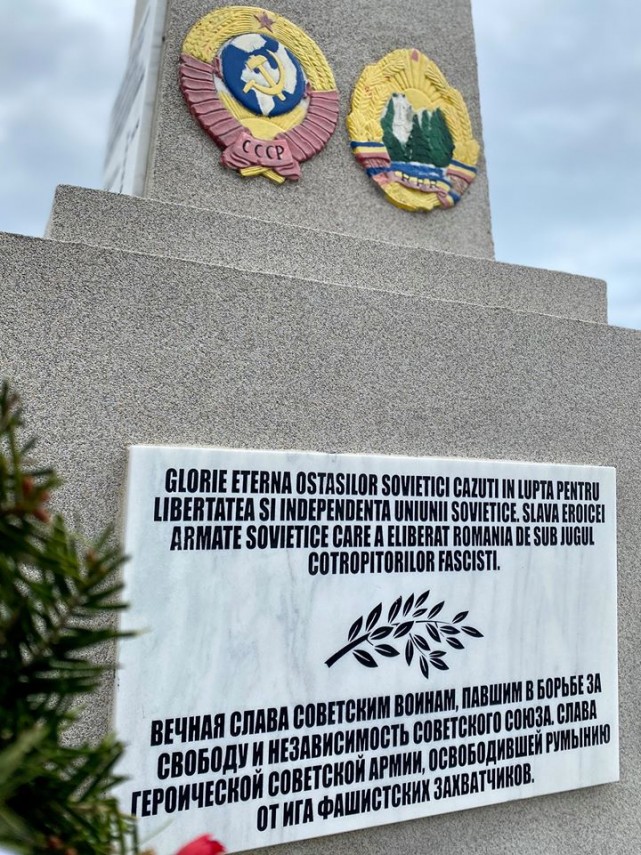 СССР
RPR
GLORIE ETERNA OSTASILOR SOVIETICI CAZUTI IN LUPTA PENTRU
LIBERTATEA SI INDEPENDENTA UNIUNII SOVIETICE. SLAVA EROICEI
ARMATE SOVIETICE CARE A ELIBERAT ROMANIA DE SUB JUGUL
COTROPITORILOR FASCISTI.
ВЕЧНАЯ СЛАВА СОВЕТСКИМ ВОИНАМ, ПАВШИМ В БОРЬБЕ ЗА
СВОБОДУ И НЕЗАВИСИМОСТЬ СОВЕТСКОГО СОЮЗА. СЛАВА
ГЕРОИЧЕСКОЙ СОВЕТСКОЙ АРМИИ, ОСВОБОДИВШЕЙ РУМЫНИЮ
ОТ ИГА ФАШИСТСКИХ ЗАХВАТЧИКОВ.